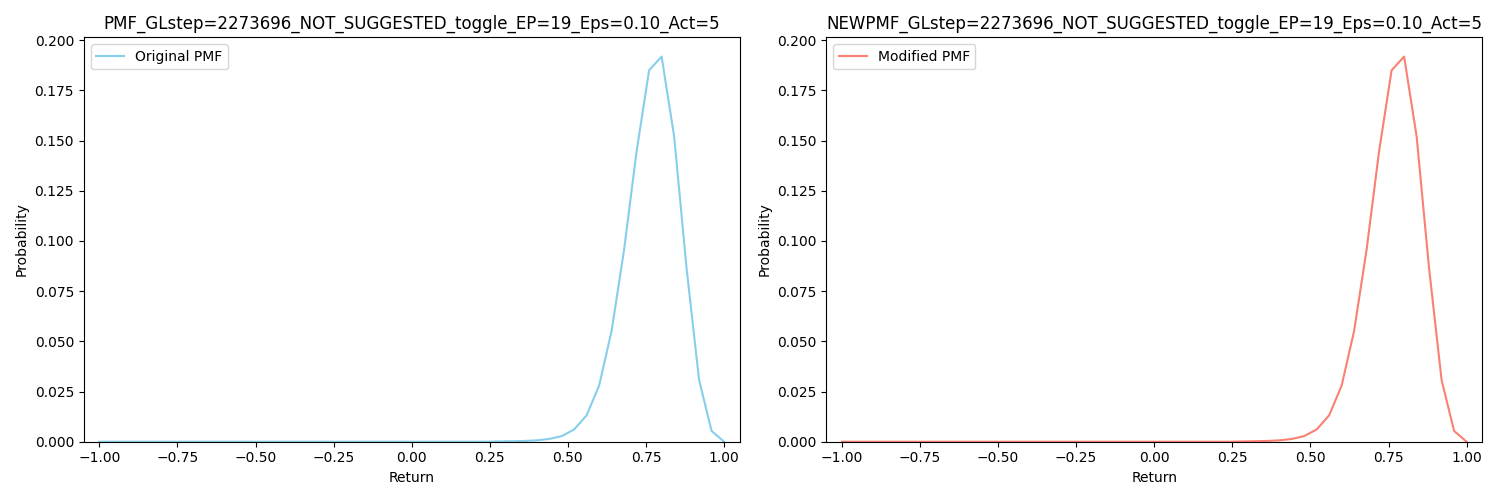 PMF_GLstep=2273696_NOT_SUGGESTED_toggle_EP=19_Eps=0.10_Act=5
Original PMF
0.200
0.175
0.150
0.125
0.100
0.075
0.050
0.025
0.000
Probability
−1.00 −0.75 −0.50 −0.25 0.00 0.25 0.50 0.75 1.00
Return
NEWPMF_GLstep=2273696_NOT_SUGGESTED_toggle_EP=19_Eps=0.10_Act=5
Modified PMF
0.200
0.175
0.150
0.125
0.100
0.075
0.050
0.025
0.000
Probability
−1.00 −0.75 −0.50 −0.25 0.00 0.25 0.50 0.75 1.00
Return